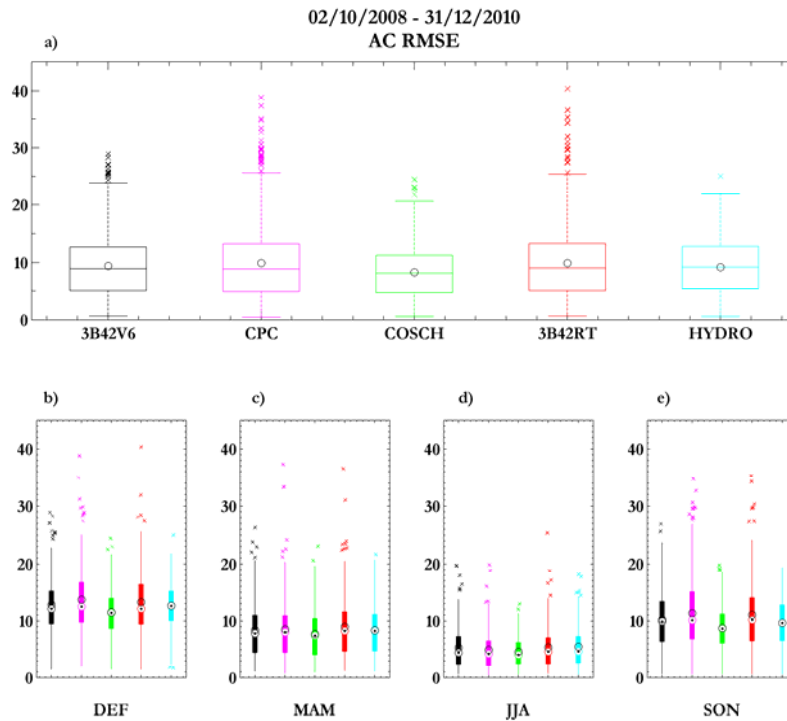 02/10/2008 - 31/12/2010
AC RMSE
a)
40
30
20
10
0
3B42V6 CPC COSCH 3B42RT HYDRO
b) c) d) e)
40 40 40 40
30 30 30 30
20 20 20 20
10 10 10 10
0 0 0 0
DEF MAM JJA SON